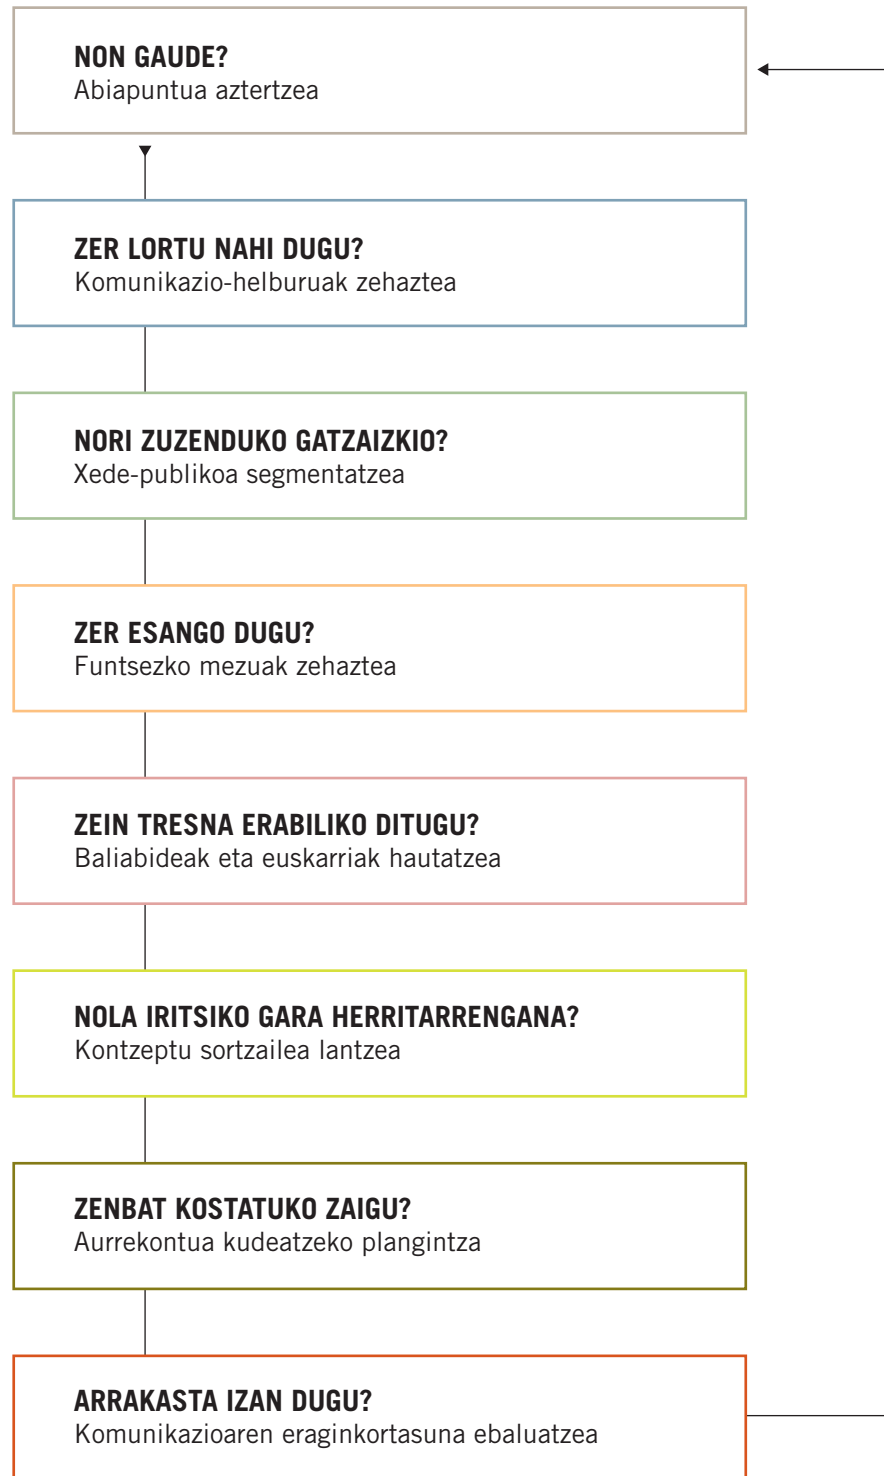 NON GAUDE?
Abiapuntua aztertzea
ZER LORTU NAHI DUGU?
Komunikazio-helburuak zehaztea
NORI ZUZENDUKO GATZAIZKIO?
Xede-publikoa segmentatzea
ZER ESANGO DUGU?
Funtsezko mezuak zehaztea
ZEIN TRESNA ERABILIKO DITUGU?
Baliabideak eta euskarriak hautatzea
NOLA IRITSIKO GARA HERRITARRENGANA?
Kontzeptu sortzailea lantzea
ZENBAT KOSTATUKO ZAIGU?
Aurrekontua kudeatzeko plangintza
ARRAKASTA IZAN DUGU?
Komunikazioaren eraginkortasuna ebaluatzea